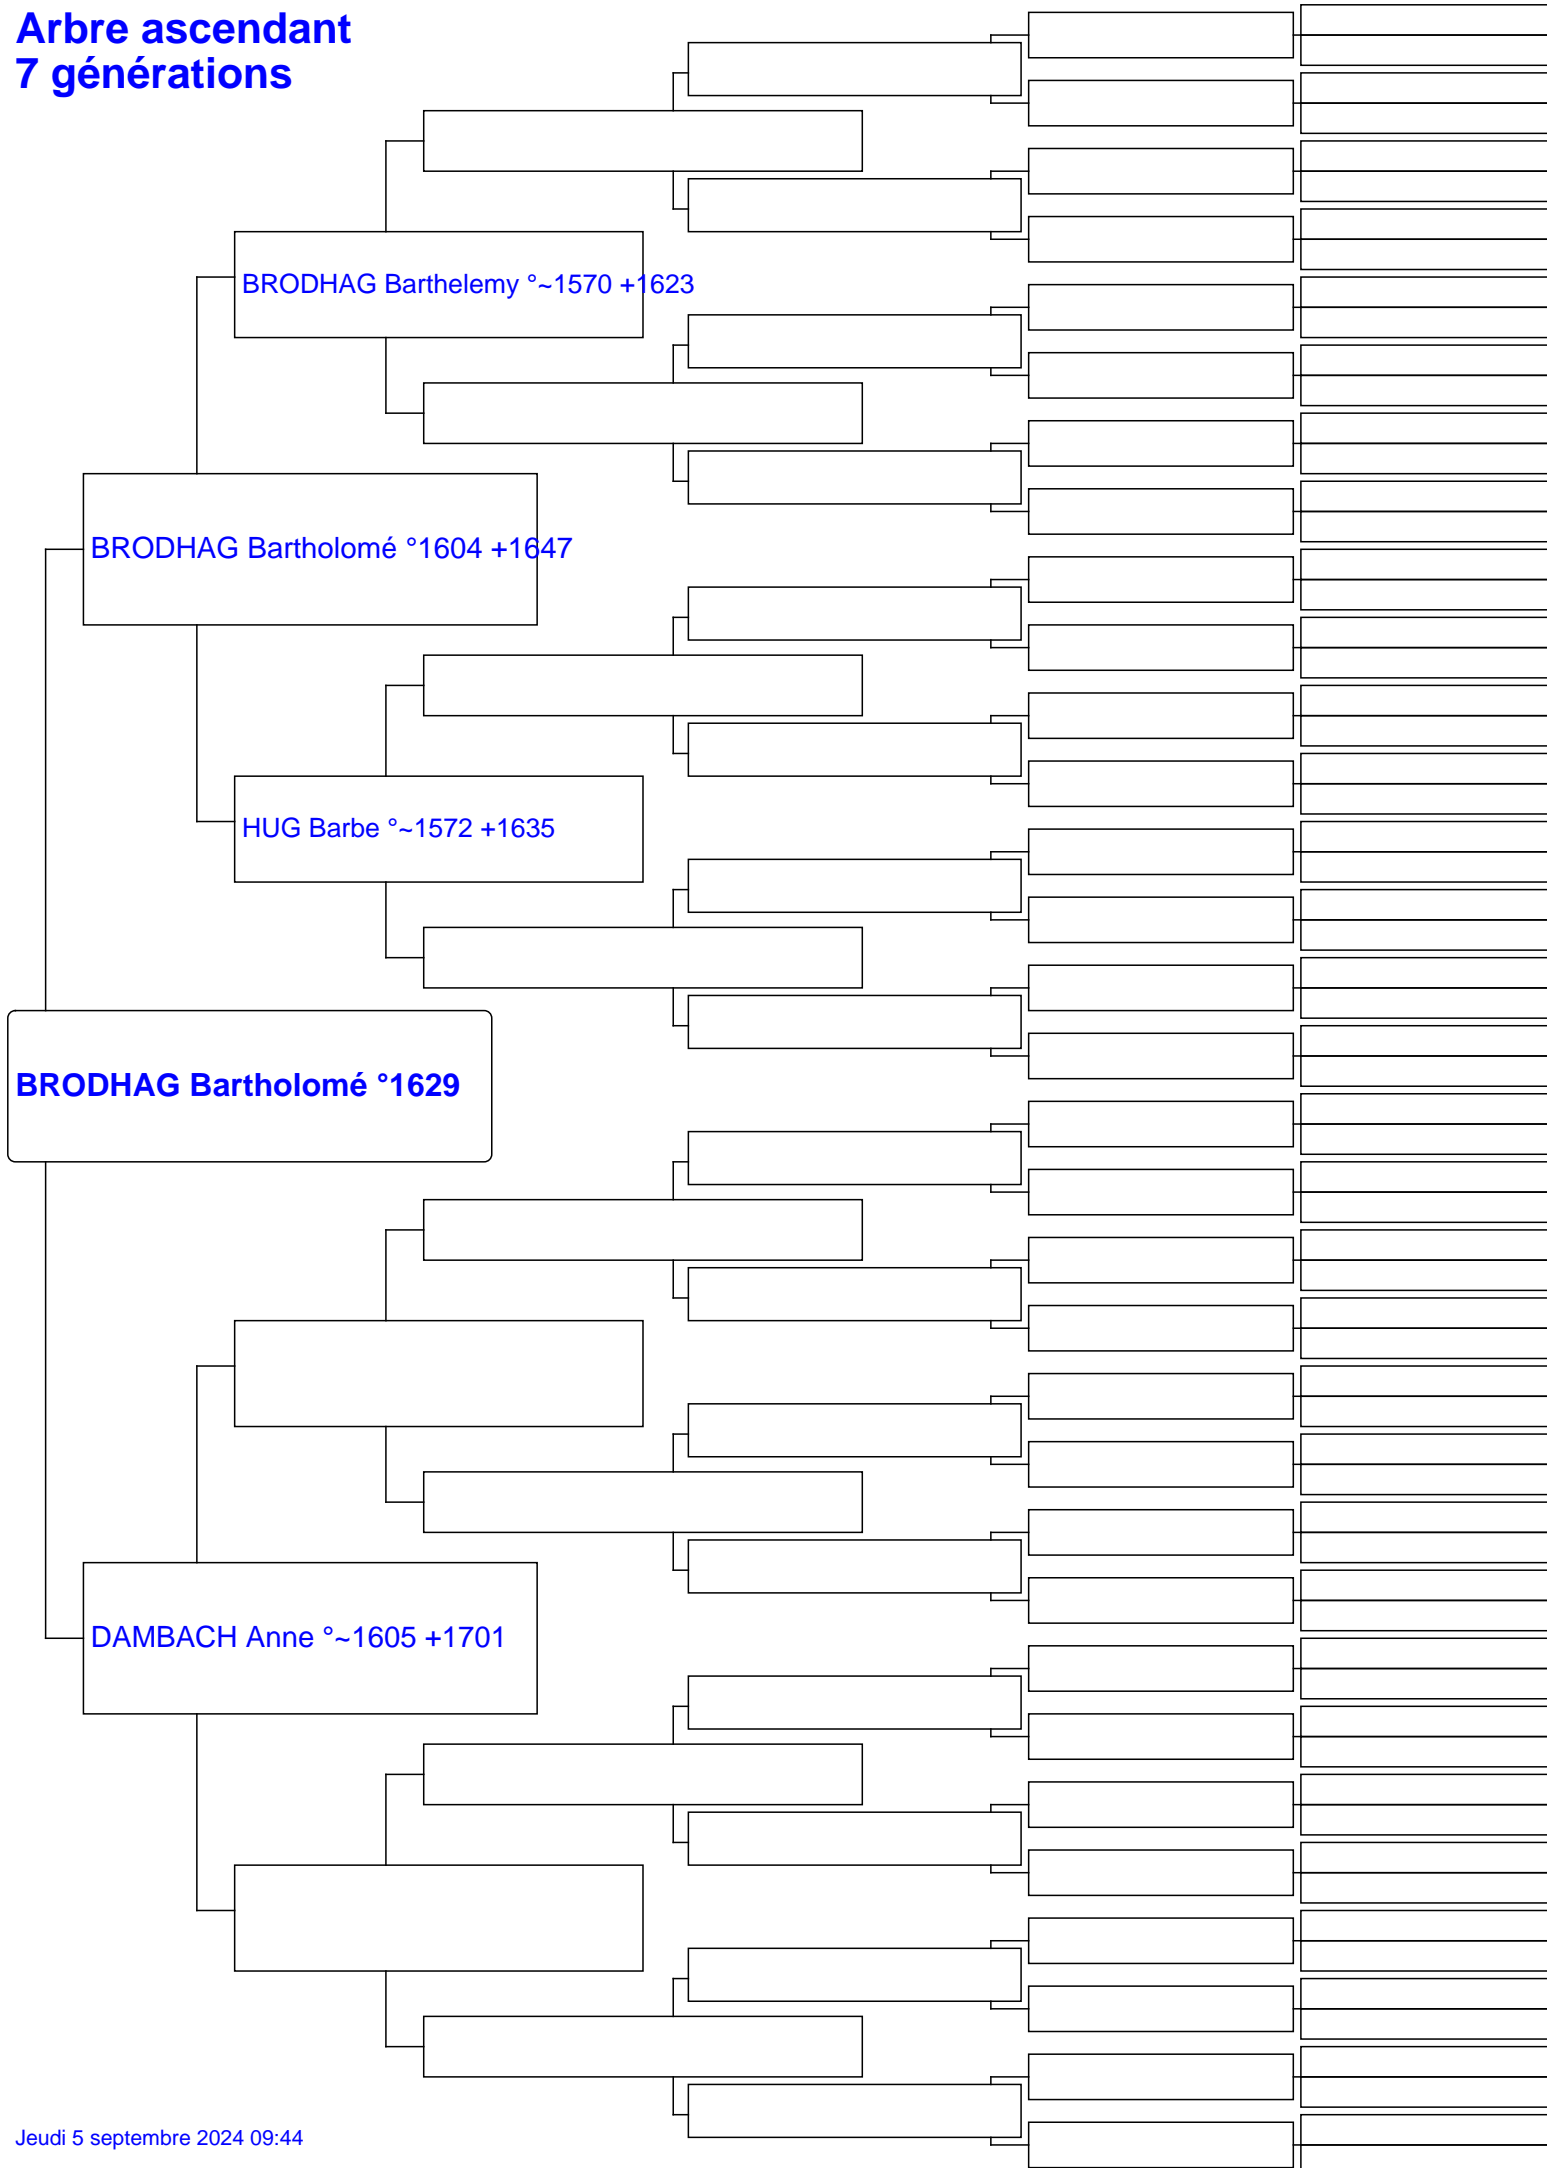 Arbre ascendant
7 générations
BRODHAG Barthelemy °~1570 +1623
BRODHAG Bartholomé °1604 +1647
HUG Barbe °~1572 +1635
BRODHAG Bartholomé °1629
DAMBACH Anne °~1605 +1701
Jeudi 5 septembre 2024 09:44